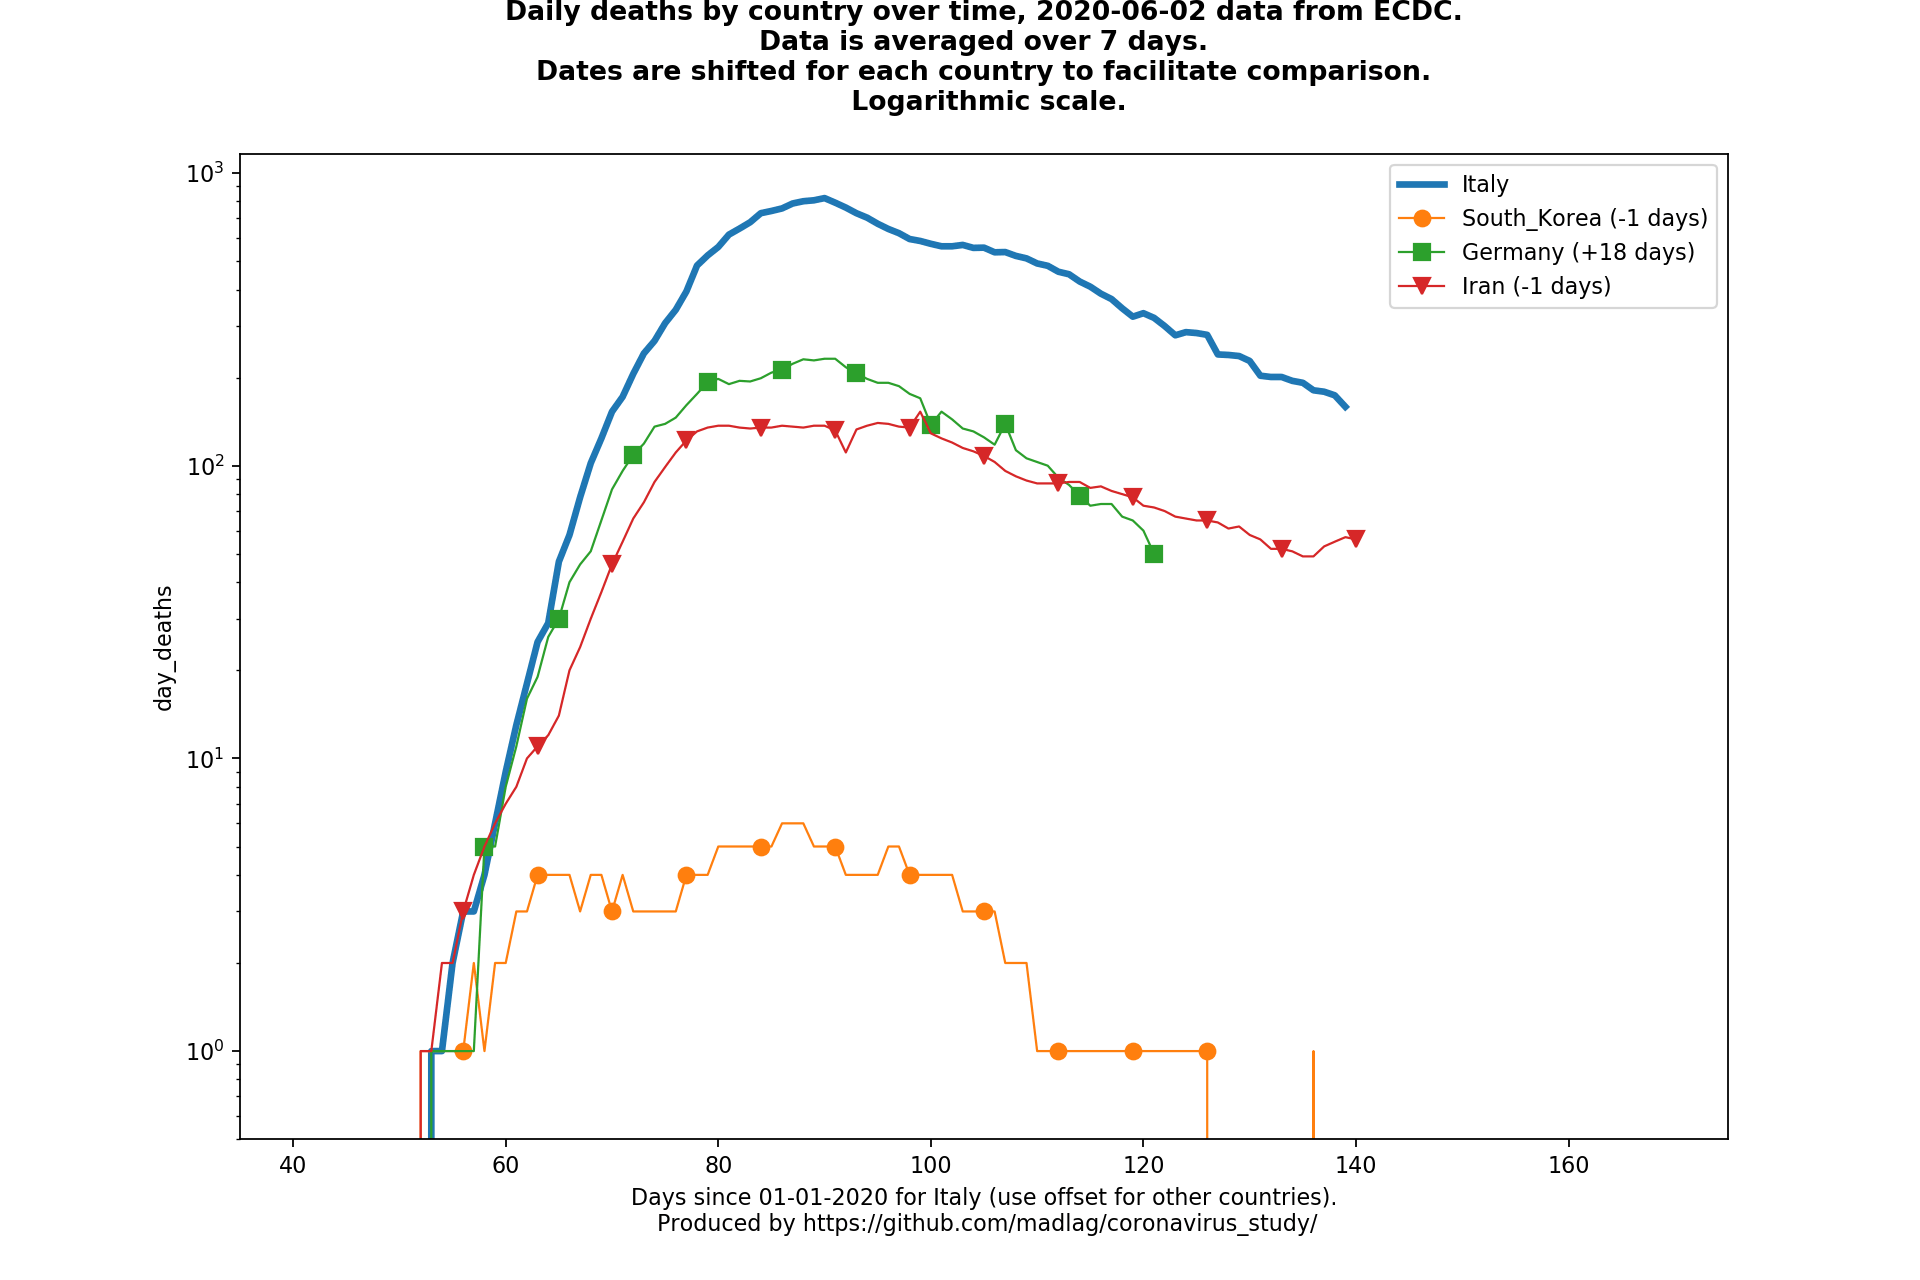 Daily deaths by country over time, 2020-06-02 data from ECDC.
Data is averaged over 7 days.
Dates are shifted for each country to facilitate comparison.
Logarithmic scale.
10³
10²
10¹
10⁰
day_deaths
Italy
South_Korea (-1 days)
Germany (+18 days)
Iran (-1 days)
40 60 80 100 120 140 160
Days since 01-01-2020 for Italy (use offset for other countries).
Produced by https://github.com/madlag/coronavirus_study/